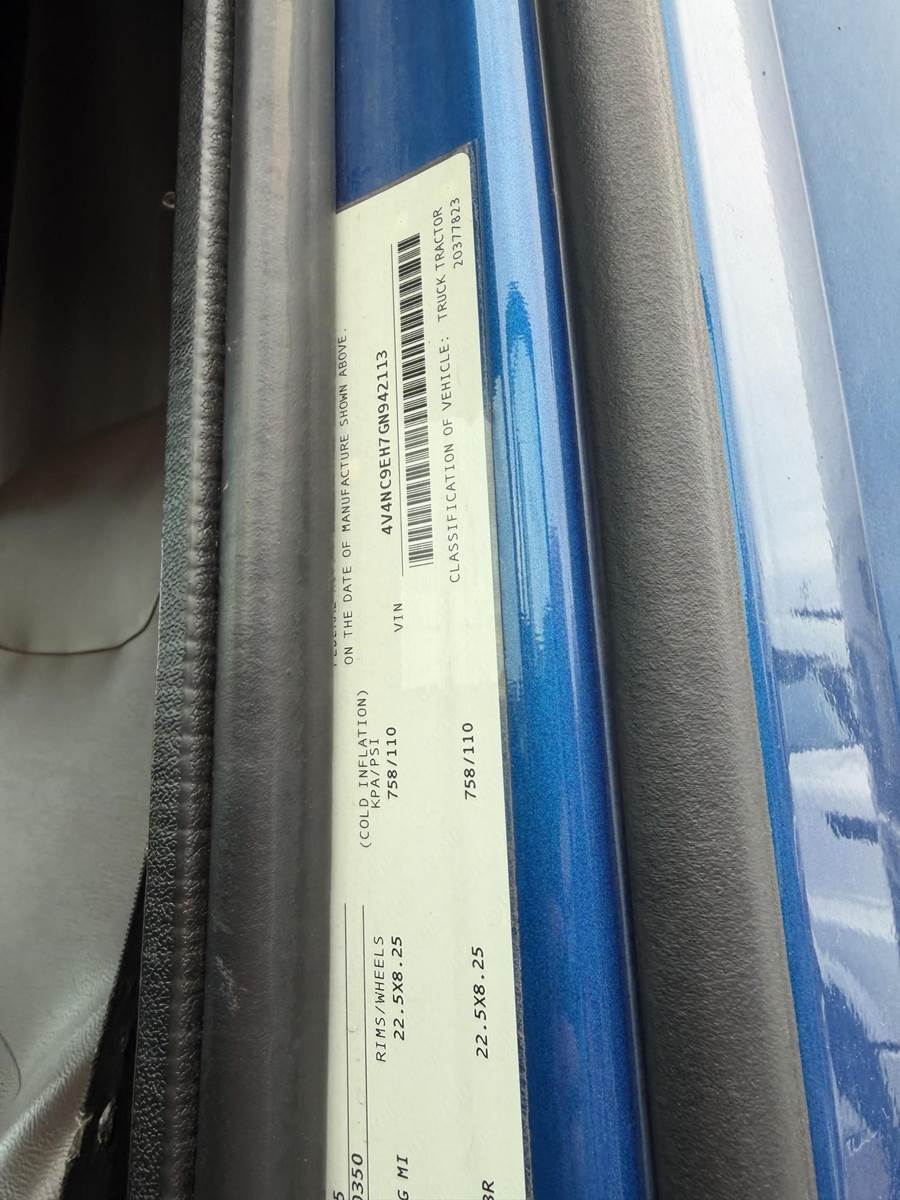 ON THE DATE OF MANUFACTURE SHOWN ABOVE.
(COLD INFLATION)
RIMS/WHEELS KPA/PSI
22.5X8.25 758/110
VIN 4V4NC9EH7GN942113
CLASSIFICATION OF VEHICLE: TRUCK TRACTOR
20377823
22.5X8.25 758/110